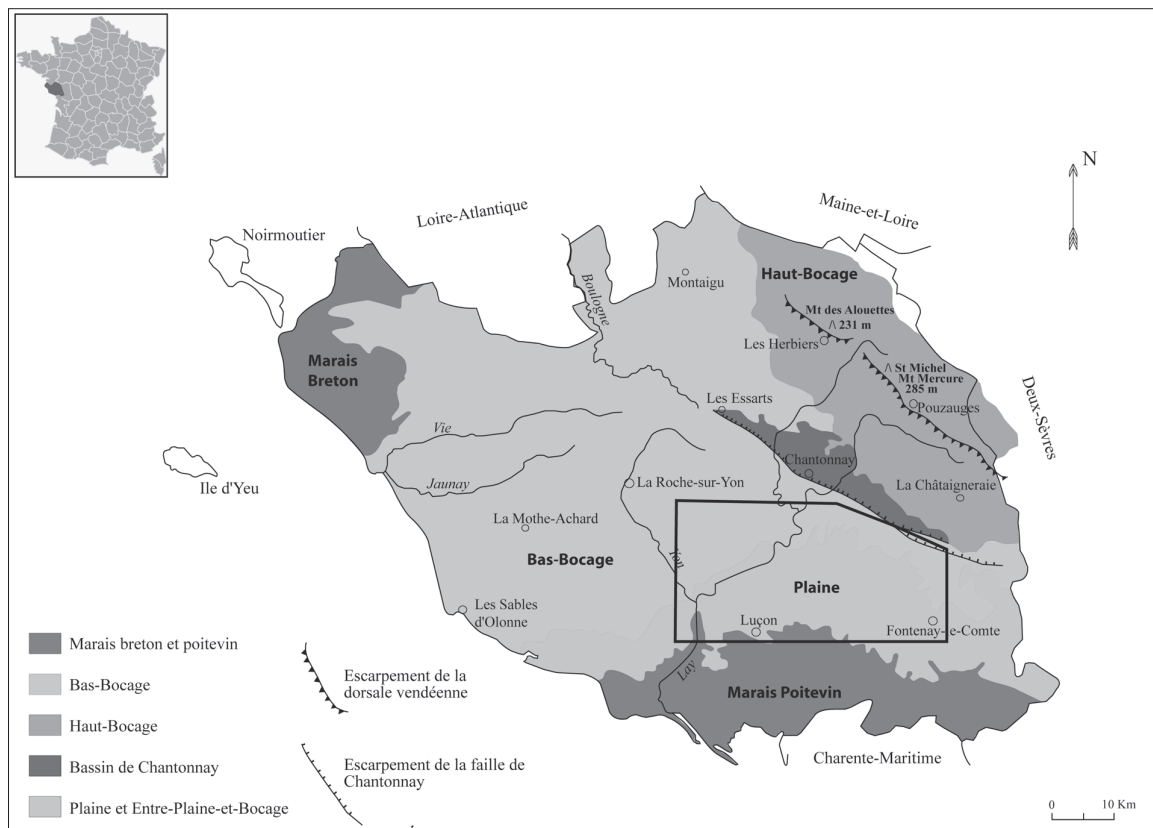 N
Loire-Atlantique
Maine-et-Loire
Noirmoutier
Boulogne
Montaigu
Haut-Bocage
Mt des Alouettes
/\ 231 m
Les Herbiers
Marais
Breton
/\ St Michel
Mt Mercure
285 m
Pouzauges
Deux-Sèvres
Les Essarts
Vie
Chantonnay
Ile d'Yeu
Jaunay
La Roche-sur-Yon
La Châtaigneraie
La Mothe-Achard
Bas-Bocage
Yon
Plaine
Les Sables
d'Olonne
Luçon
Fontenay-le-Comte
Lay
Marais Poitevin
Charente-Maritime
Marais breton et poitevin
Bas-Bocage
Haut-Bocage
Bassin de Chantonnay
Plaine et Entre-Plaine-et-Bocage
Escarpement de la
dorsale vendéenne
Escarpement de la faille de
Chantonnay
0 10 Km